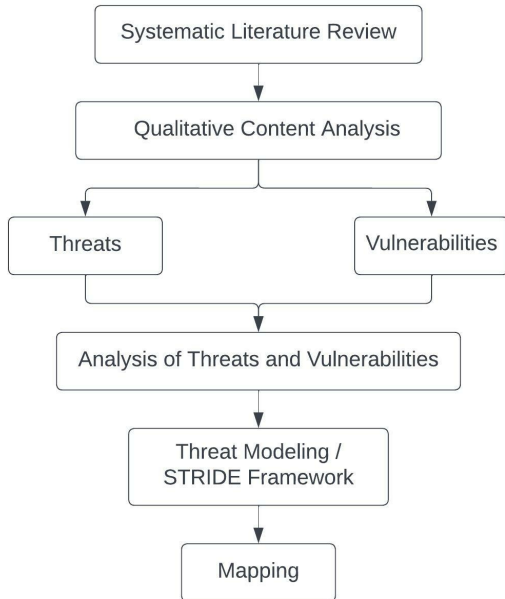 Systematic Literature Review
Qualitative Content Analysis
Threats
Vulnerabilities
Analysis of Threats and Vulnerabilities
Threat Modeling /
STRIDE Framework
Mapping